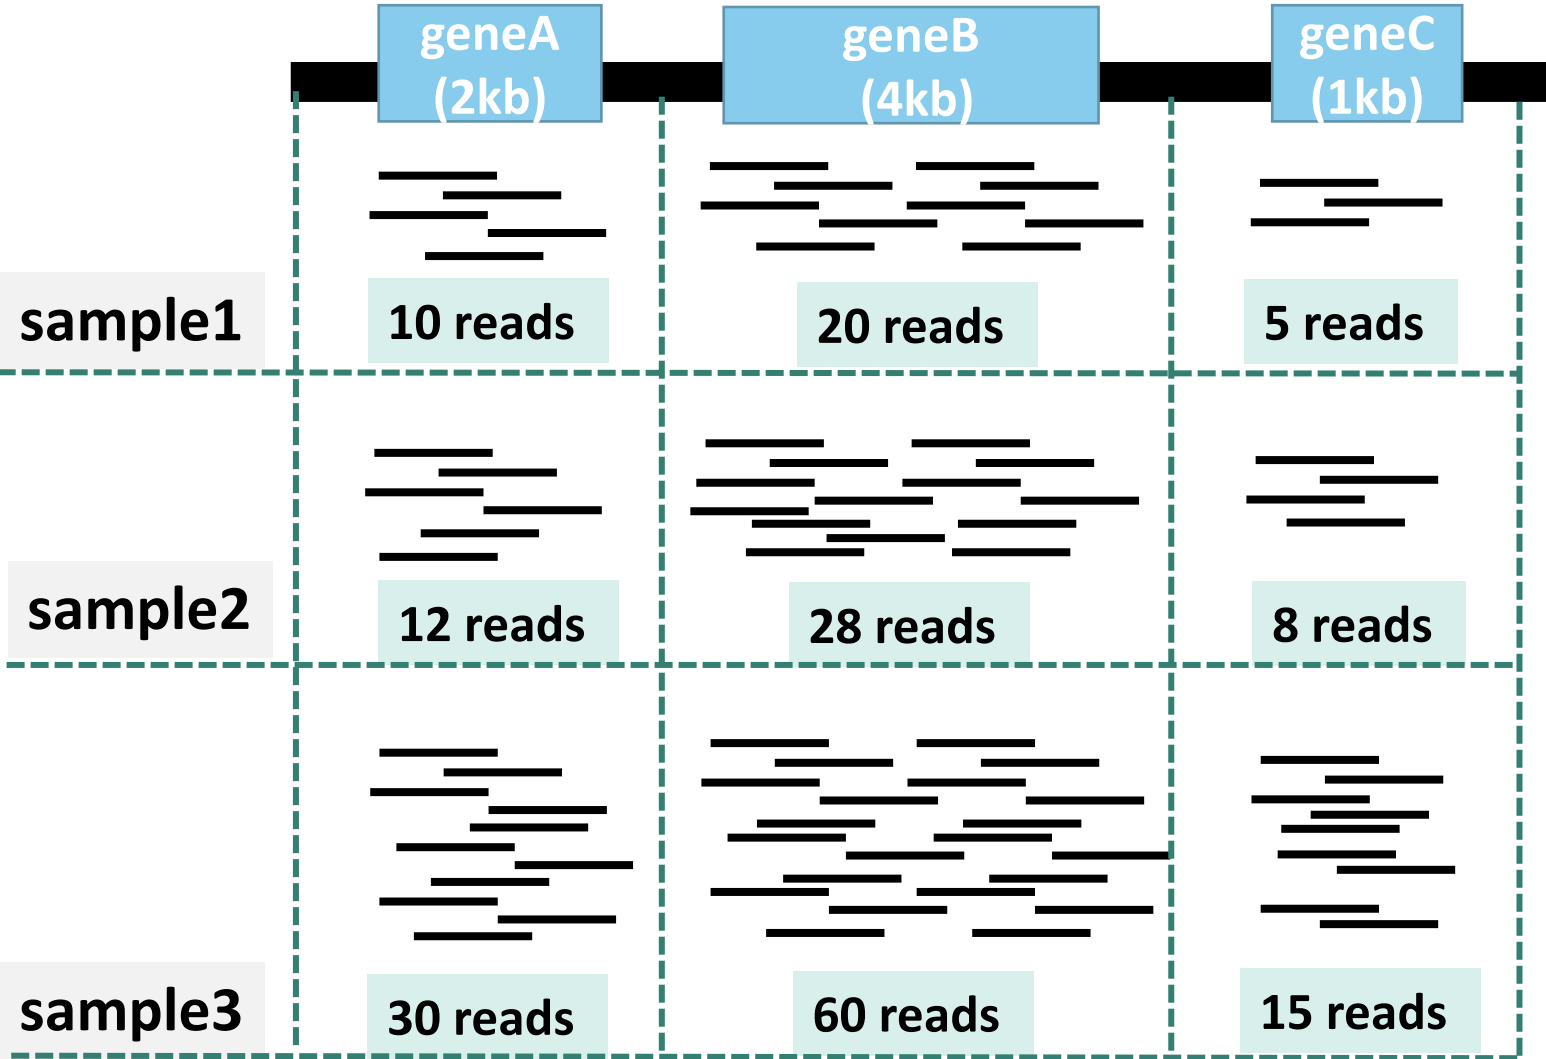 geneA
(2kb)
geneB
(4kb)
geneC
(1kb)
sample1
10 reads
20 reads
5 reads
sample2
12 reads
28 reads
8 reads
sample3
30 reads
60 reads
15 reads